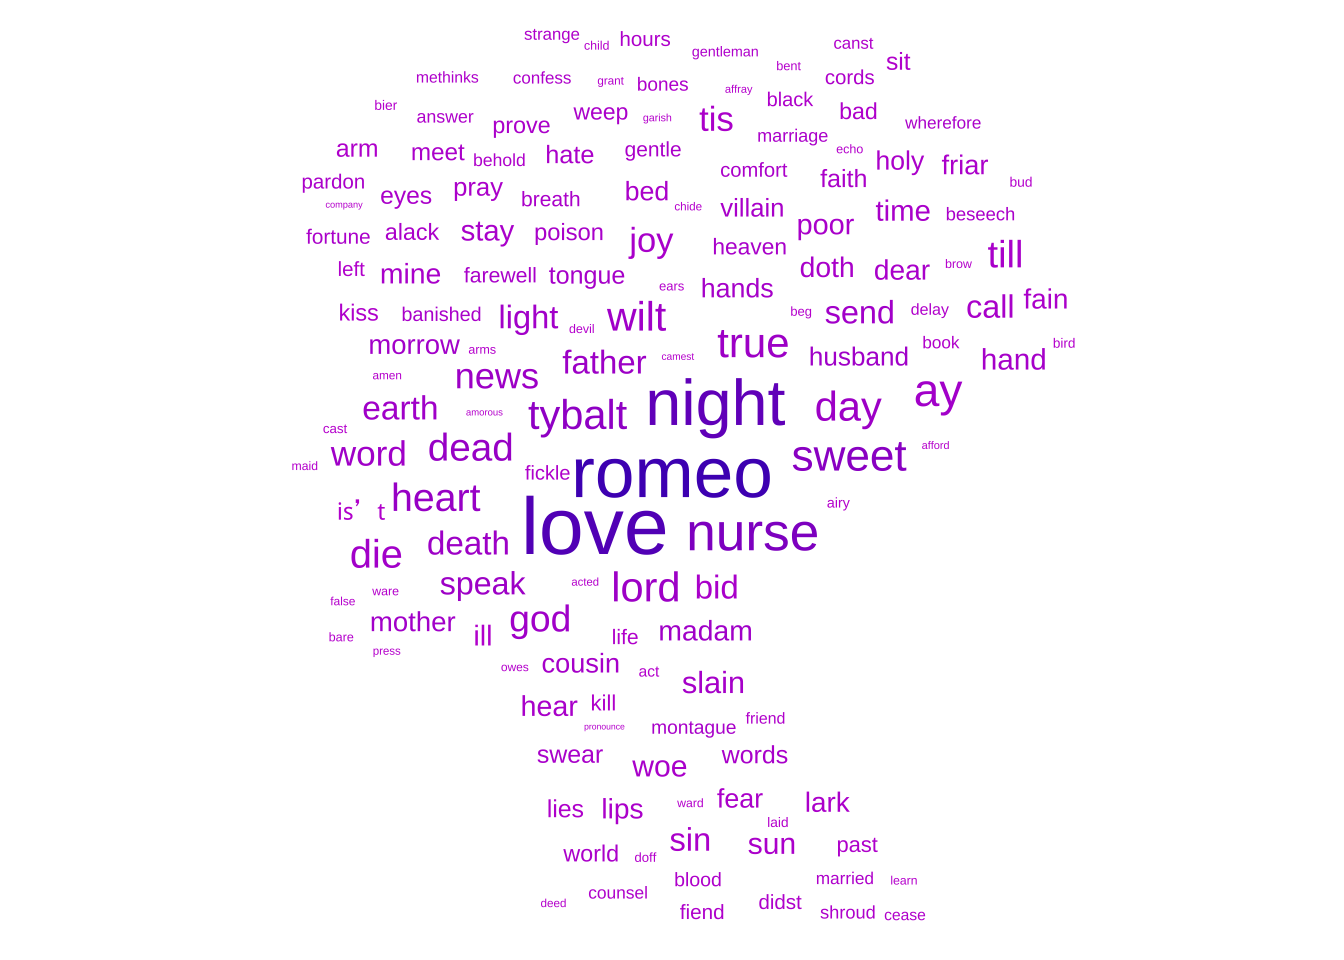 strange child hours gentleman canst
bent sit
methinks confess grant bones affray cords
bier answer prove weep garish tis black bad wherefore
marriage
arm meet behold hate gentle echo holy friar
pardon eyes pray breath bed comfort faith bud
company chide villain time beseech
fortune alack stay poison joy heaven poor
left mine farewell tongue ears hands doth dear brow till
kiss banished light devil wilt beg send delay call fain
morrow arms father camest true husband book hand bird
amen news
earth amorous tybalt night day ay
cast
maid word dead fickle romeo sweet afford
is’ t heart airy
die death love nurse
false ware speak acted lord bid
bare mother ill god life madam
press
owes cousin act slain
hear kill
pronounce montague friend
swear woe words
lies lips ward fear lark
laid
world doff sin sun past
deed counsel blood married learn
fiend didst shroud cease